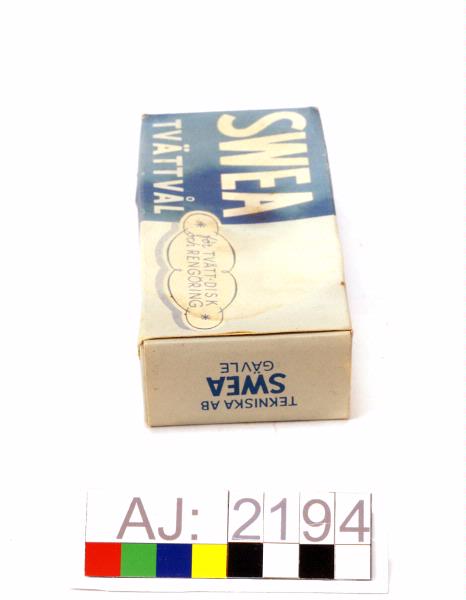 SWEA
TVÄTTVÅL
för TVÄTT-DISK
och RENGÖRING
TEKNISKA AB
SWEA
GÄVLE
AJ: 2194